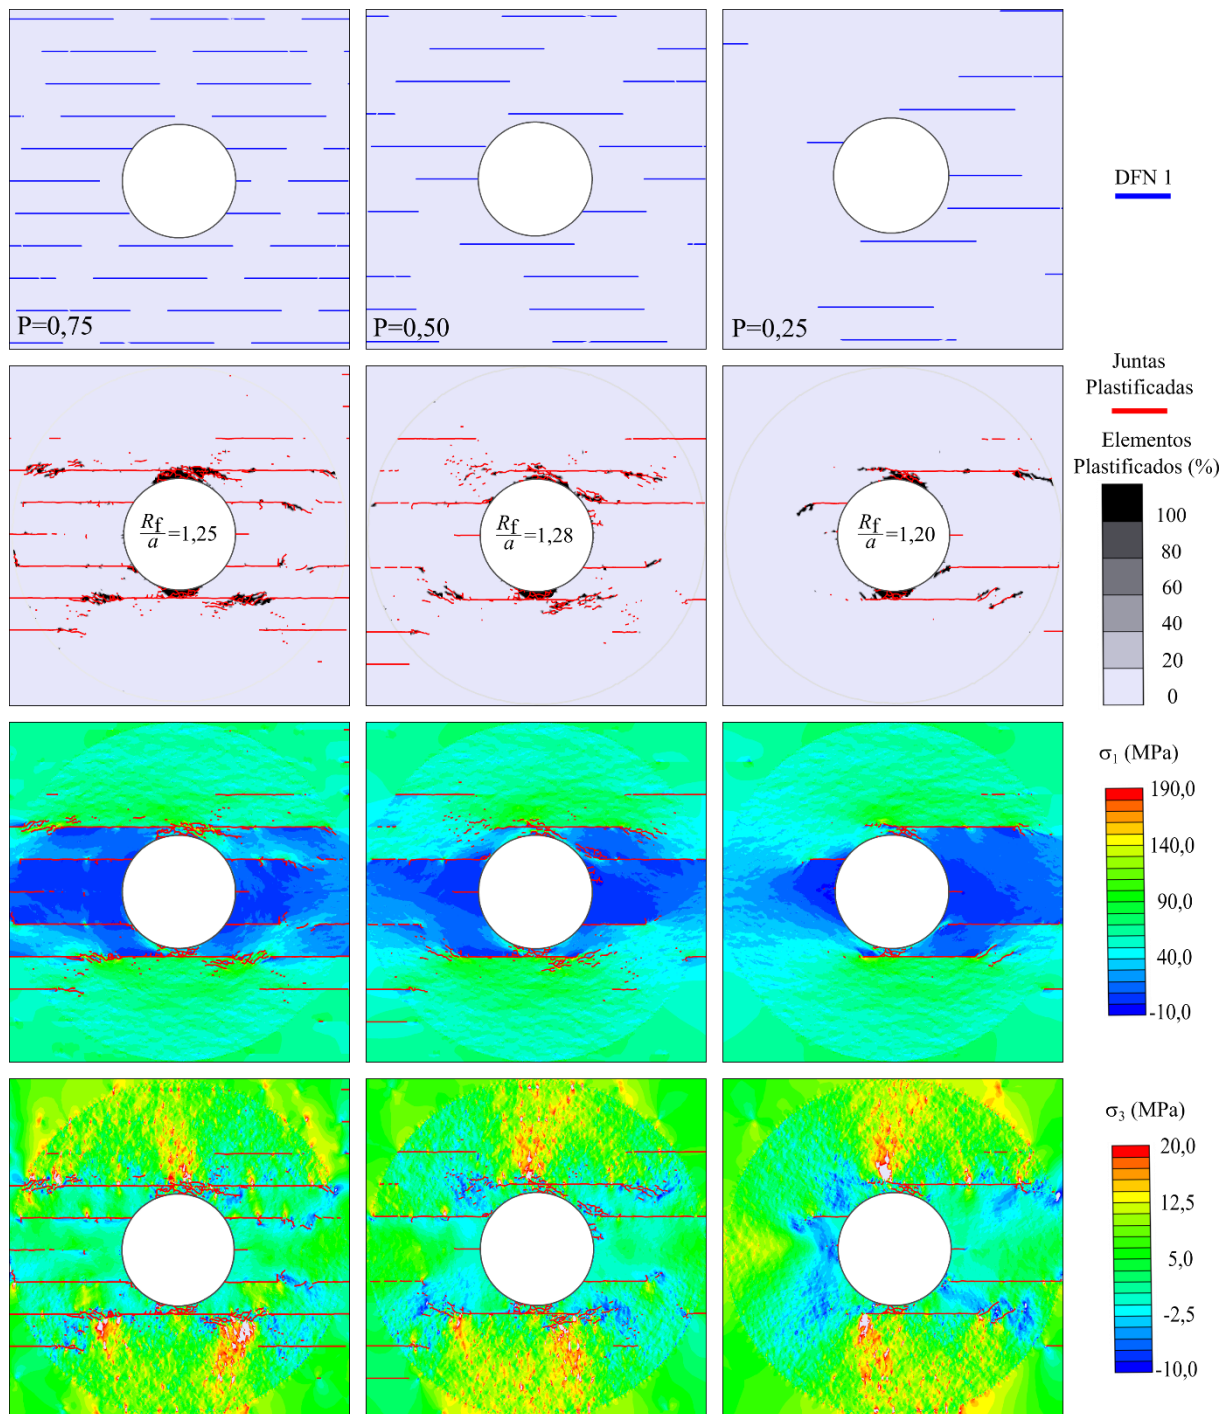 DFN 1
P=0,75
P=0,50
P=0,25
Juntas
Plastificadas
Elementos
Plastificados (%)
100
80
60
40
20
0
Rf/a=1,25
Rf/a=1,28
Rf/a=1,20
σ1 (MPa)
190,0
140,0
90,0
40,0
-10,0
σ3 (MPa)
20,0
12,5
5,0
-2,5
-10,0